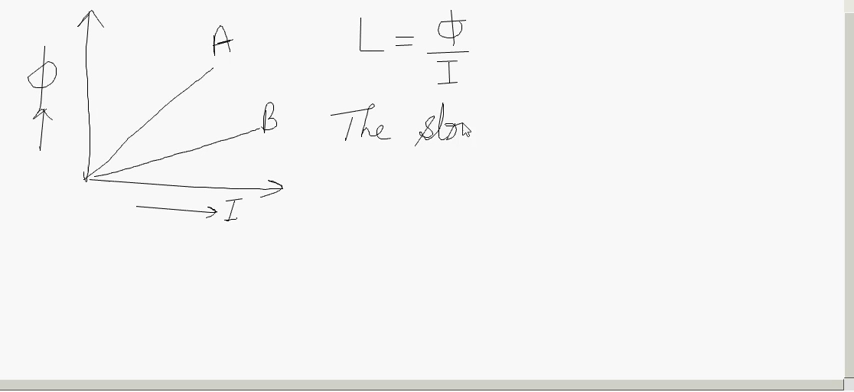 A
B
ϕ
I
L = ϕ/I
The slo